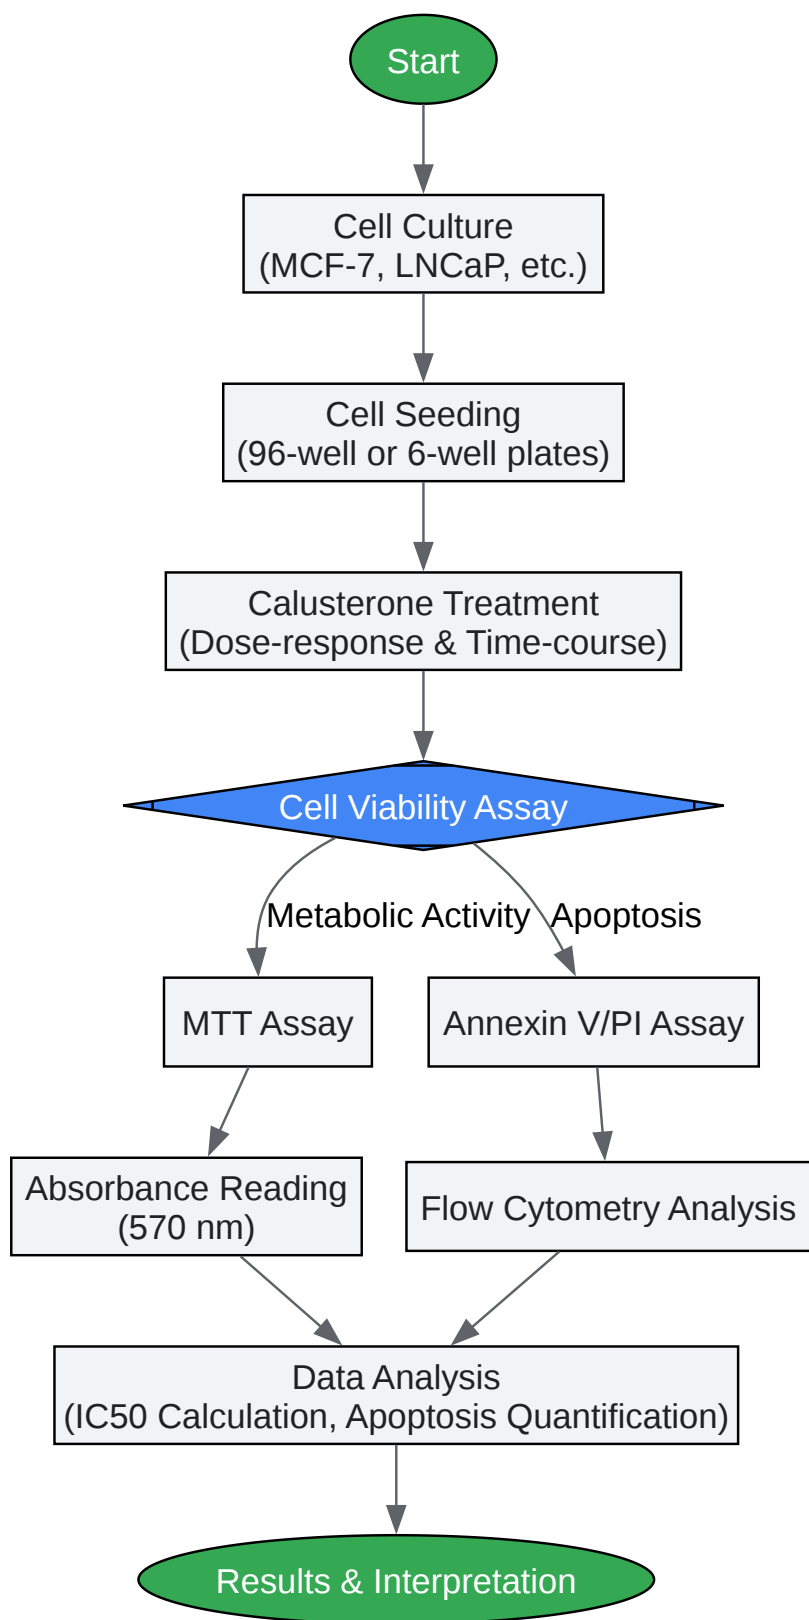 Start
Cell Culture
(MCF-7, LNCaP, etc.)
Cell Seeding
(96-well or 6-well plates)
Calusterone Treatment
(Dose-response & Time-course)
Cell Viability Assay
Metabolic Activity
Apoptosis
MTT Assay
Annexin V/PI Assay
Absorbance Reading
(570 nm)
Flow Cytometry Analysis
Data Analysis
(IC50 Calculation, Apoptosis Quantification)
Results & Interpretation